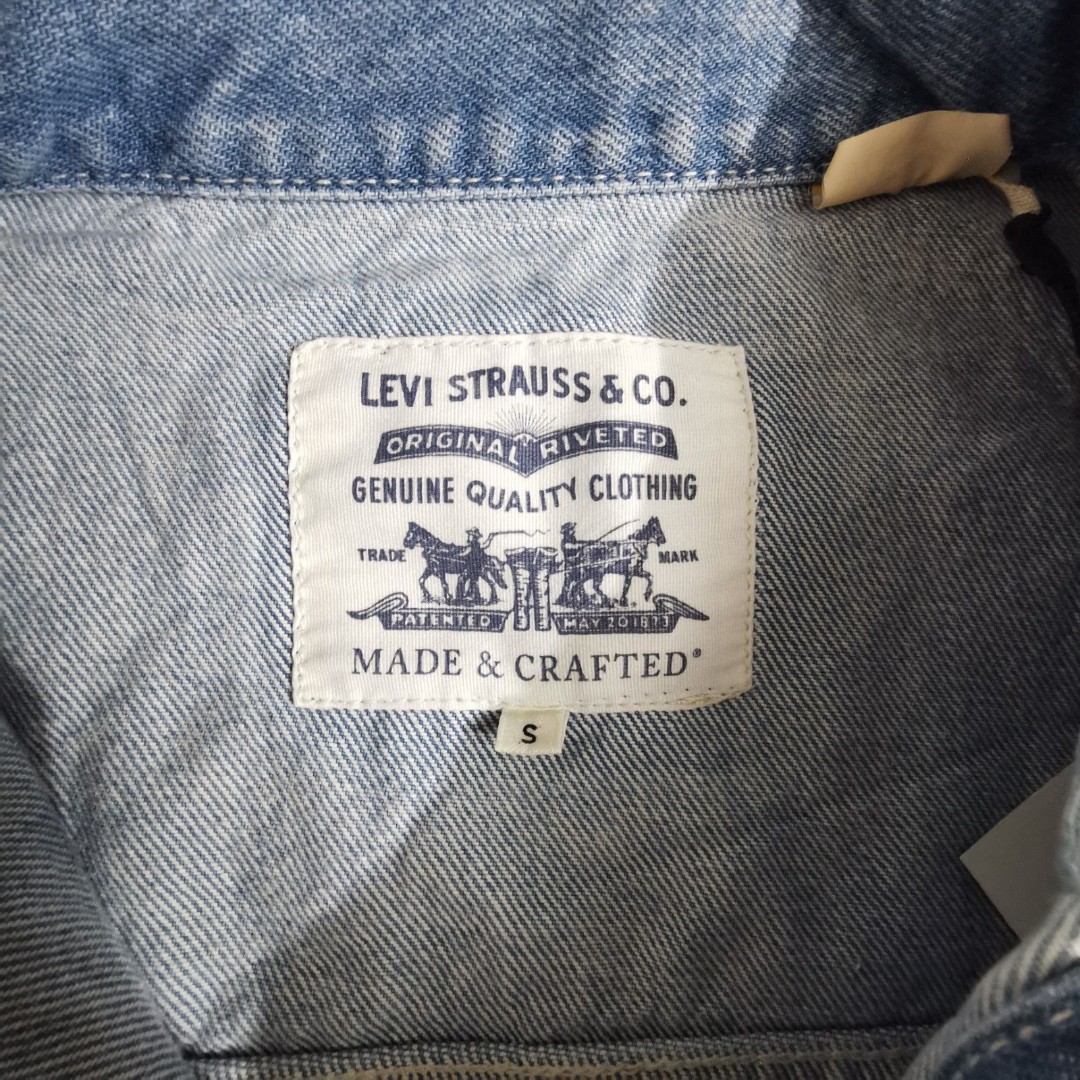 LEVI STRAUSS & CO.
ORIGINAL RIVETED
GENUINE QUALITY CLOTHING
TRADE MARK
PATENTED MAY 20 1873
MADE & CRAFTED®
S